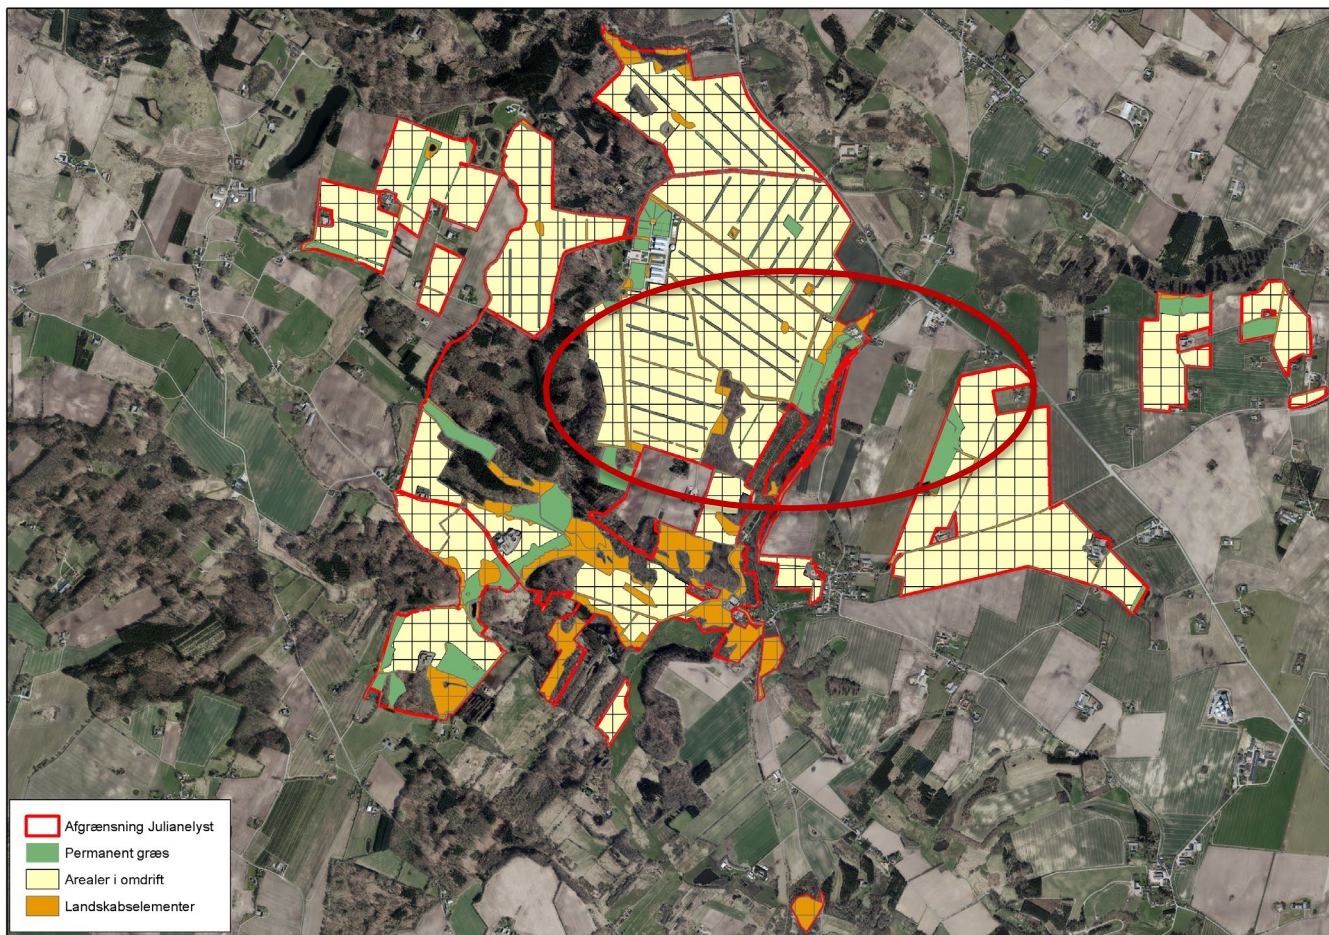 Afgrænsning Julianelyst
Permanent græs
Arealer i omdrift
Landskabselementer